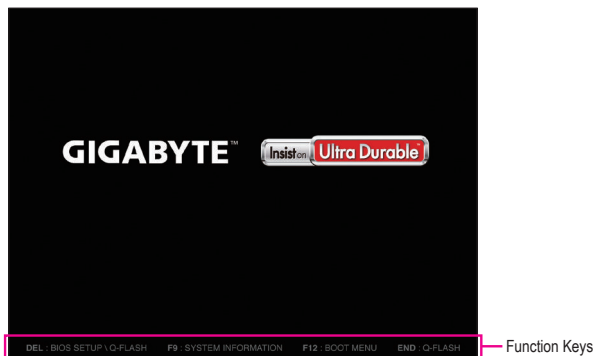 GIGABYTE™ Insist on Ultra Durable™
DEL : BIOS SETUP \ Q-FLASH F9 : SYSTEM INFORMATION F12 : BOOT MENU END : Q-FLASH
Function Keys